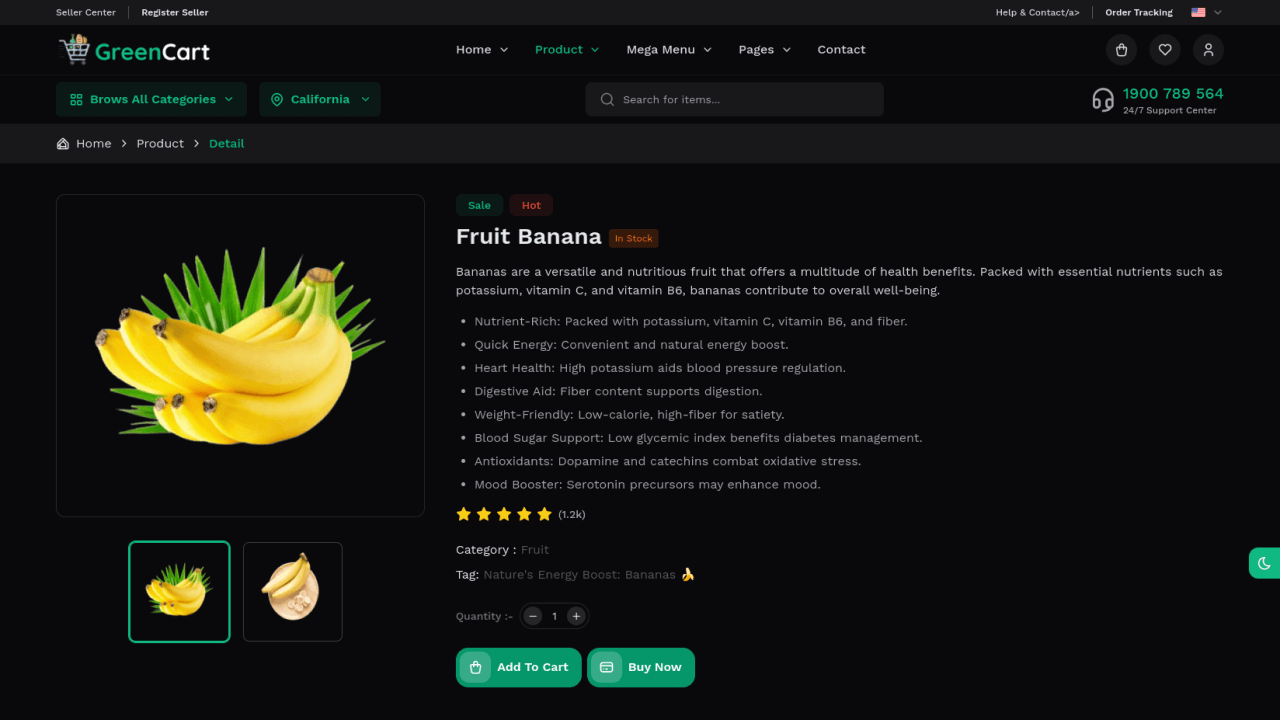 Seller Center
Register Seller
Help & Contact/a>
Order Tracking
GreenCart
Home
Product
Mega Menu
Pages
Contact
Brows All Categories
California
Search for items...
1900 789 564
24/7 Support Center
Home
Product
Detail
Sale
Hot
Fruit Banana
In Stock
Bananas are a versatile and nutritious fruit that offers a multitude of health benefits. Packed with essential nutrients such as
potassium, vitamin C, and vitamin B6, bananas contribute to overall well-being.
• Nutrient-Rich: Packed with potassium, vitamin C, vitamin B6, and fiber.
• Quick Energy: Convenient and natural energy boost.
• Heart Health: High potassium aids blood pressure regulation.
• Digestive Aid: Fiber content supports digestion.
• Weight-Friendly: Low-calorie, high-fiber for satiety.
• Blood Sugar Support: Low glycemic index benefits diabetes management.
• Antioxidants: Dopamine and catechins combat oxidative stress.
• Mood Booster: Serotonin precursors may enhance mood.
(1.2k)
Category : Fruit
Tag: Nature's Energy Boost: Bananas 🍌
Quantity :- − 1 +
Add To Cart
Buy Now